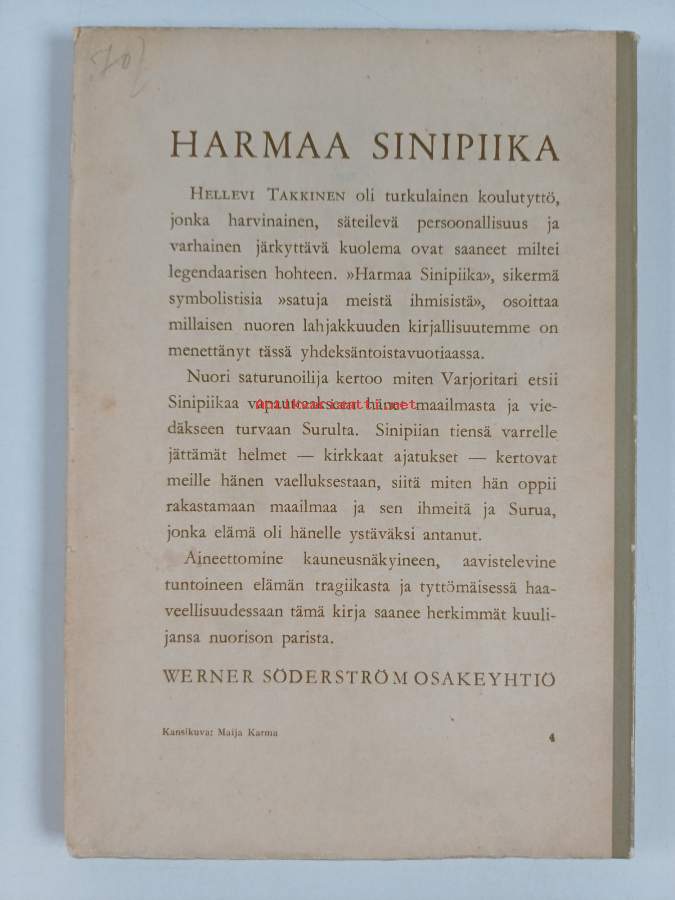 HARMAA SINIPIIKA
HELLEVI TAKKINEN oli turkulainen koulutyttö,
jonka harvinainen, säteilevä persoonallisuus ja
varhainen järkyttävä kuolema ovat saaneet miltei
legendaarisen hohteen. »Harmaa Sinipiika», sikermä
symbolistisia »satuja meistä ihmisistä», osoittaa
millaisen nuoren lahjakkuuden kirjallisuutemme on
menettänyt tässä yhdeksäntoistavuotiaassa.
Nuori saturunoilija kertoo miten Varjoritari etsii
Sinipiikaa vapauttaaksaan hänet maailmasta ja vie-
däkseen turvaan Surulta. Sinipiian tiensä varrelle
jättämät helmet — kirkkaat ajatukset — kertovat
meille hänen vaelluksestaan, siitä miten hän oppii
rakastamaan maailmaa ja sen ihmeitä ja Surua,
jonka elämä oli hänelle ystäväksi antanut.
Aineettomine kauneusnäkyineen, aavistelevine
tuntoineen elämän tragiikasta ja tyttömäisessä haa-
veellisuudessaan tämä kirja saanee herkimmät kuuli-
jansa nuorison parista.
WERNER SÖDERSTRÖM OSAKEYHTIÖ
Kansikuva: Maija Karma
4